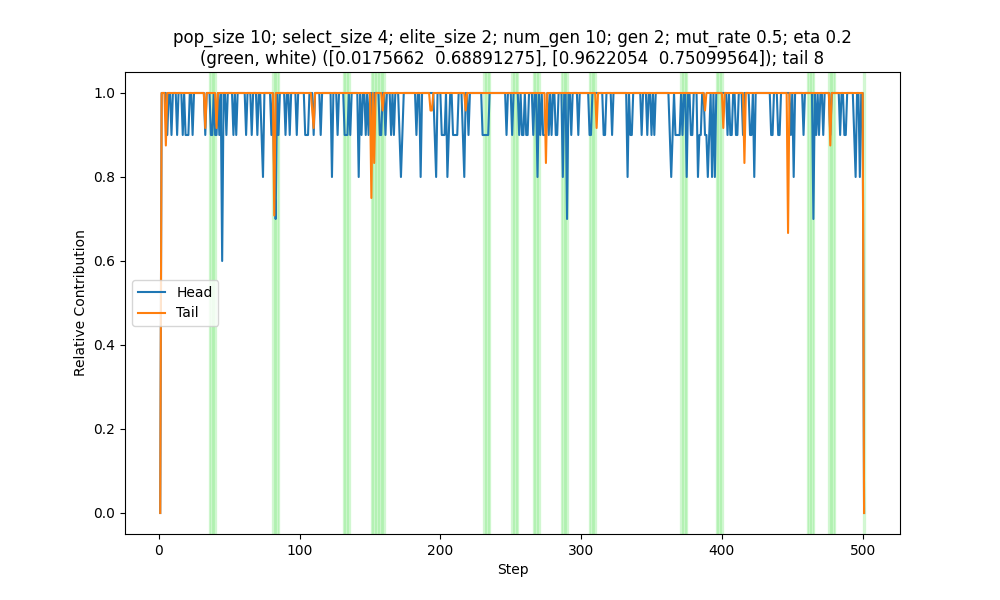 pop_size 10; select_size 4; elite_size 2; num_gen 10; gen 2; mut_rate 0.5; eta 0.2
(green, white) ([0.0175662  0.68891275], [0.9622054  0.75099564]); tail 8
1.0
0.8
0.6
0.4
0.2
0.0
Relative Contribution
Head
Tail
0
100
200
300
400
500
Step